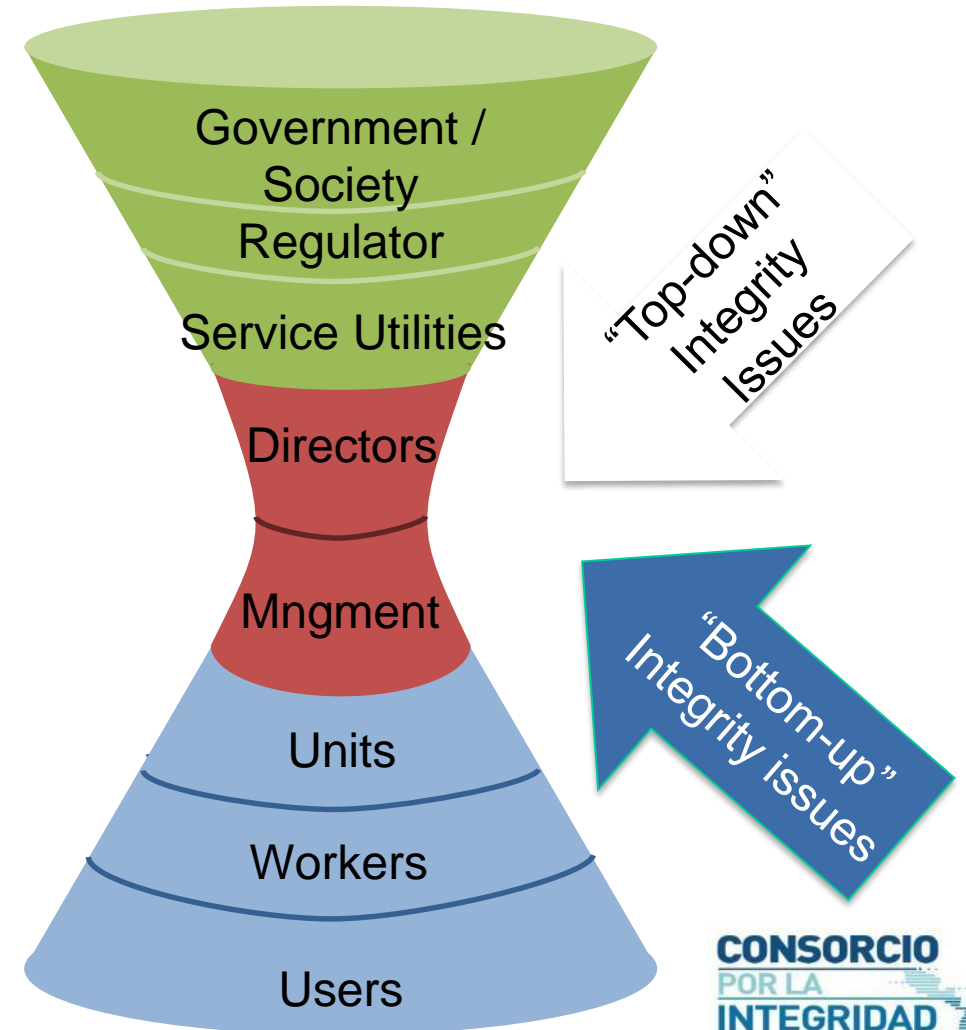 Government /
Society
Regulator
Service Utilities
Directors
Mngment
Units
Workers
Users
“Top-down”
Integrity
Issues
“Bottom-up”
Integrity issues
CONSORCIO
POR LA
INTEGRIDAD